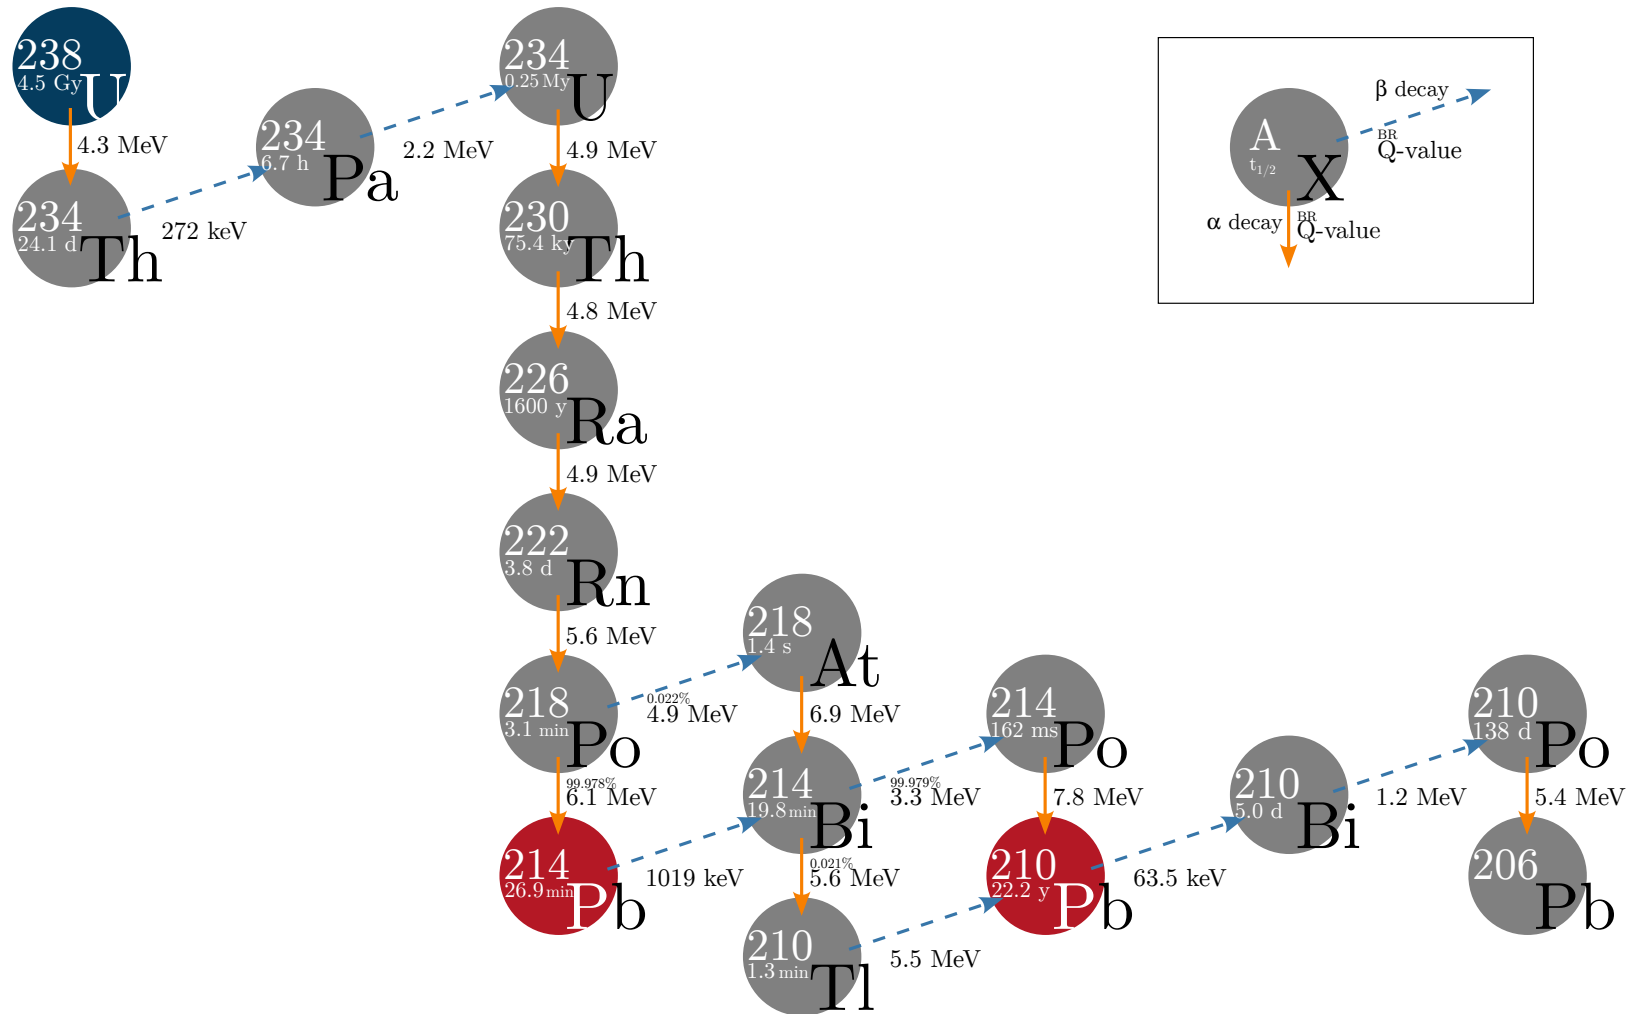 238
4.5 Gy
U
4.3 MeV
234
24.1 d
Th
272 keV
234
6.7 h
Pa
2.2 MeV
234
0.25 My
U
4.9 MeV
230
75.4 ky
Th
4.8 MeV
226
1600 y
Ra
4.9 MeV
222
3.8 d
Rn
5.6 MeV
218
3.1 min
Po
0.022%
4.9 MeV
99.978%
6.1 MeV
214
26.9 min
Pb
1019 keV
218
1.4 s
At
6.9 MeV
214
19.8 min
Bi
99.979%
3.3 MeV
0.021%
5.6 MeV
210
1.3 min
Tl
5.5 MeV
214
162 ms
Po
7.8 MeV
210
22.2 y
Pb
63.5 keV
210
5.0 d
Bi
1.2 MeV
210
138 d
Po
5.4 MeV
206
Pb
A
t1/2
X
β decay
BR
Q-value
α decay
BR
Q-value